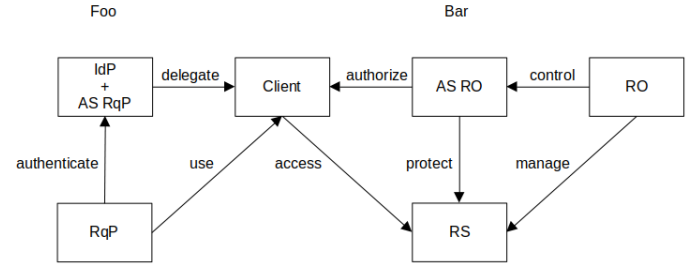 Foo
Bar
IdP
+
AS RqP
delegate
Client
authorize
AS RO
control
RO
authenticate
use
access
protect
manage
RqP
RS